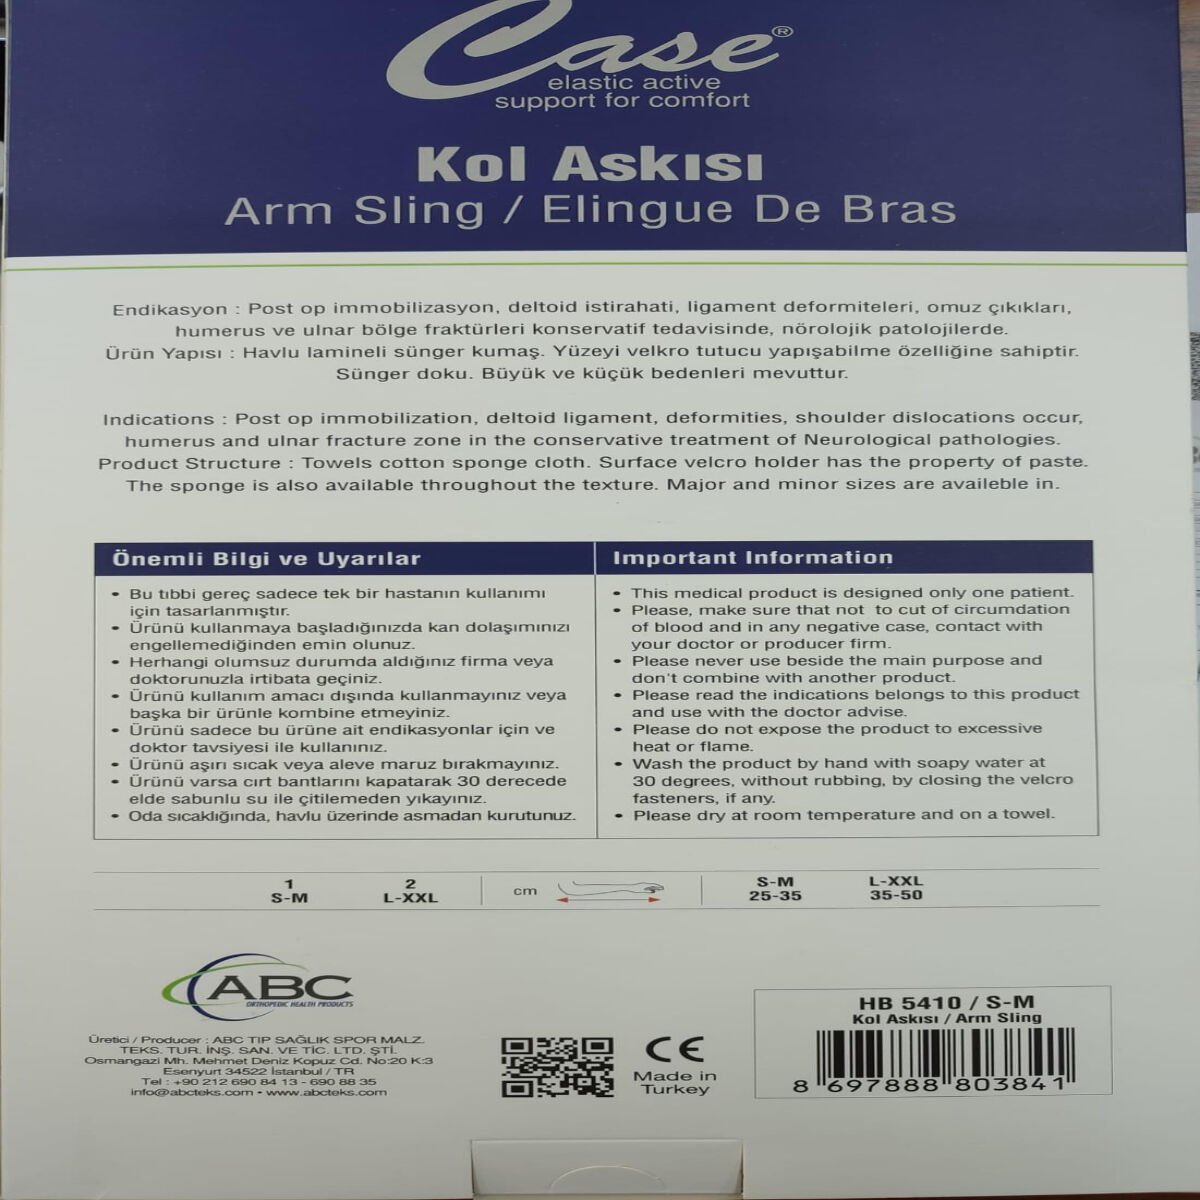 Case®
elastic active
support for comfort
Kol Askısı
Arm Sling / Elingue De Bras
Endikasyon : Post op immobilizasyon, deltoid istirahati, ligament deformiteleri, omuz çıkıkları,
humerus ve ulnar bölge fraktürleri konservatif tedavisinde, nörolojik patolojilerde.
Ürün Yapısı : Havlu lamineli sünger kumaş. Yüzeyi velkro tutucu yapışabilme özelliğine sahiptir.
Sünger doku. Büyük ve küçük bedenleri mevuttur.
Indications : Post op immobilization, deltoid ligament, deformities, shoulder dislocations occur,
humerus and ulnar fracture zone in the conservative treatment of Neurological pathologies.
Product Structure : Towels cotton sponge cloth. Surface velcro holder has the property of paste.
The sponge is also available throughout the texture. Major and minor sizes are availeble in.
Önemli Bilgi ve Uyarılar
• Bu tıbbi gereç sadece tek bir hastanın kullanımı
için tasarlanmıştır.
• Ürünü kullanmaya başladığınızda kan dolaşımınızı
engellemediğinden emin olunuz.
• Herhangi olumsuz durumda aldığınız firma veya
doktorunuzla irtibata geçiniz.
• Ürünü kullanım amacı dışında kullanmayınız veya
başka bir ürünle kombine etmeyiniz.
• Ürünü sadece bu ürüne ait endikasyonlar için ve
doktor tavsiyesi ile kullanınız.
• Ürünü aşırı sıcak veya aleve maruz bırakmayınız.
• Ürünü varsa cırt bantlarını kapatarak 30 derecede
elde sabunlu su ile çitilemeden yıkayınız.
• Oda sıcaklığında, havlu üzerinde asmadan kurutunuz.
Important Information
• This medical product is designed only one patient.
• Please, make sure that not to cut of circumdation
of blood and in any negative case, contact with
your doctor or producer firm.
• Please never use beside the main purpose and
don't combine with another product.
• Please read the indications belongs to this product
and use with the doctor advise.
• Please do not expose the product to excessive
heat or flame.
• Wash the product by hand with soapy water at
30 degrees, without rubbing, by closing the velcro
fasteners, if any.
• Please dry at room temperature and on a towel.
1 2 cm S-M L-XXL
S-M L-XXL 25-35 35-50
ABC
ORTHOPEDIC HEALTH PRODUCTS
Üretici / Producer : ABC TIP SAĞLIK SPOR MALZ.
TEKS. TUR. İNŞ. SAN. VE TİC. LTD. ŞTİ.
Osmangazi Mh. Mehmet Deniz Kopuz Cd. No:20 K:3
Esenyurt 34522 İstanbul / TR
Tel : +90 212 690 84 13 - 690 88 35
info@abcteks.com • www.abcteks.com
CE
Made in
Turkey
HB 5410 / S-M
Kol Askısı / Arm Sling
8 697888 803841